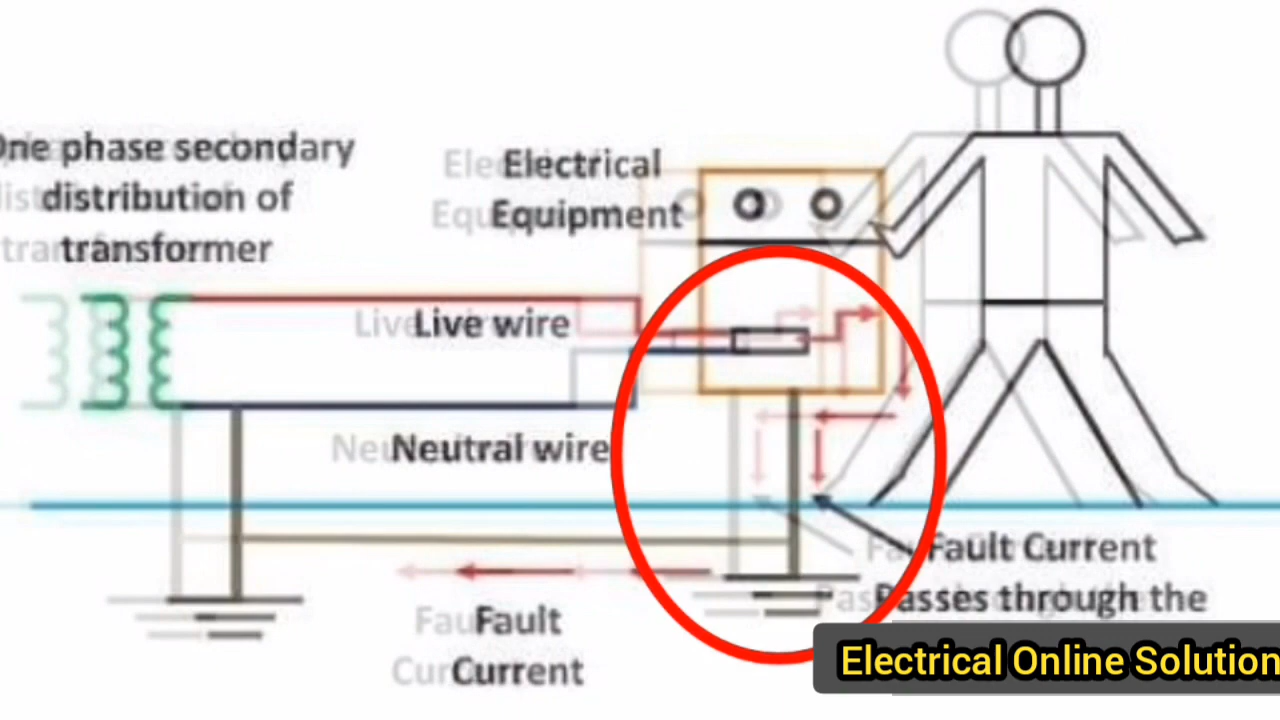 One phase secondary
distribution of
transformer
Electrical
Equipment
Live wire
Neutral wire
Fault Current
Passes through the
Fault
Current
Electrical Online Solution